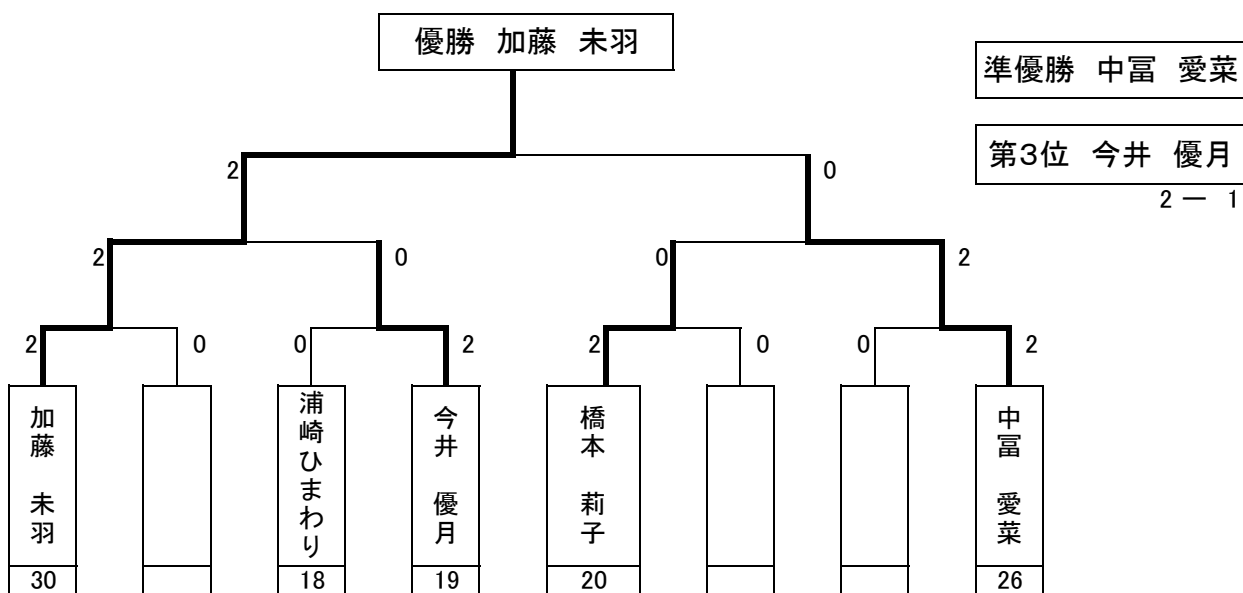 優勝 加藤 未羽
準優勝 中冨 愛菜
第3位 今井 優月
2 ー 1
2 0
2 0 0 2
2 0 0 2 2 0 0 2
加藤 未羽
浦崎ひまわり
今井 優月
橋本 莉子
中冨 愛菜
30 18 19 20 26